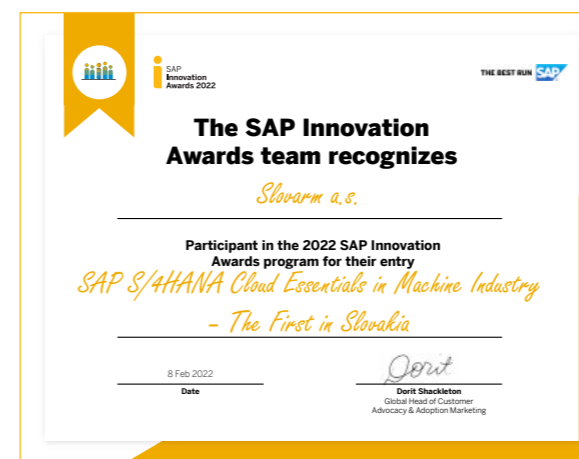 SAP
Innovation
Awards 2022
THE BEST RUN SAP
The SAP Innovation
Awards team recognizes
Slovarm a.s.
Participant in the 2022 SAP Innovation
Awards program for their entry
SAP S/4HANA Cloud Essentials in Machine Industry
– The First in Slovakia
8 Feb 2022
Date
Dorit
Dorit Shackleton
Global Head of Customer
Advocacy & Adoption Marketing